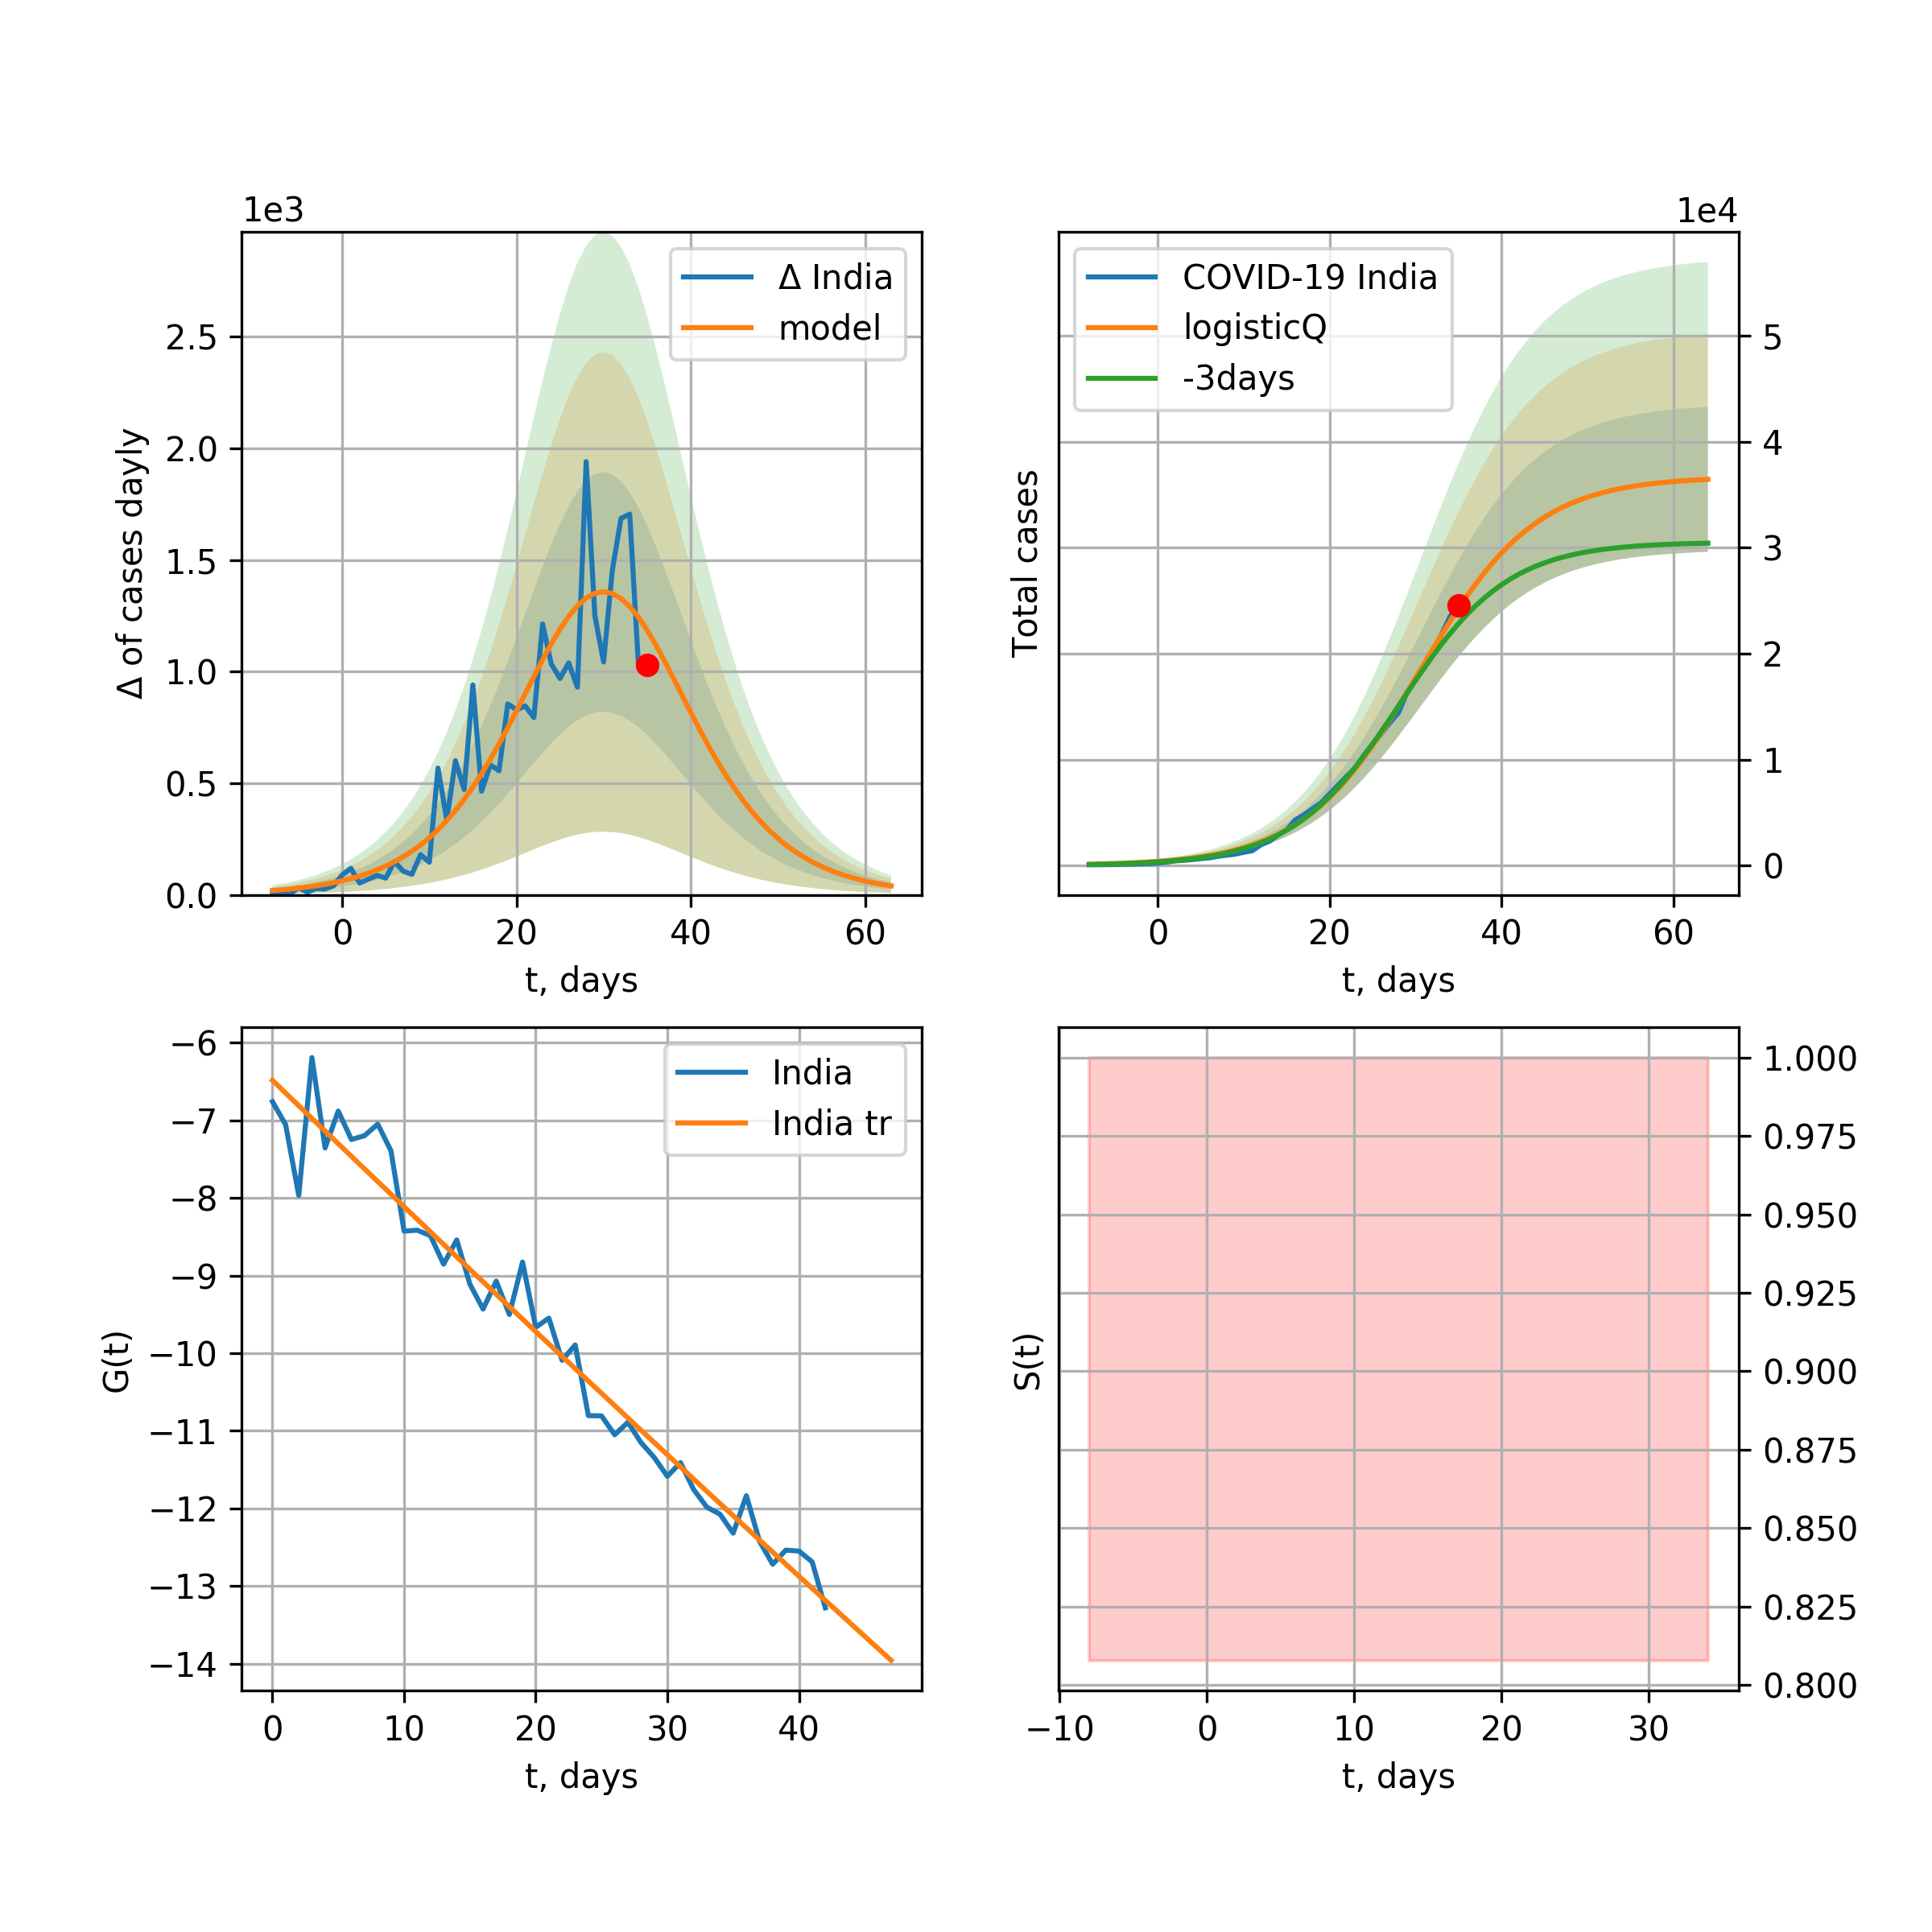 1e3
Δ India
model
2.5
2.0
1.5
1.0
0.5
0.0
Δ of cases dayly
0 20 40 60
t, days
1e4
COVID-19 India
logisticQ
-3days
5
4
3
2
1
0
Total cases
0 20 40 60
t, days
India
India tr
−6
−7
−8
−9
−10
−11
−12
−13
−14
G(t)
0 10 20 30 40
t, days
1.000
0.975
0.950
0.925
0.900
0.875
0.850
0.825
0.800
S(t)
−10 0 10 20 30
t, days